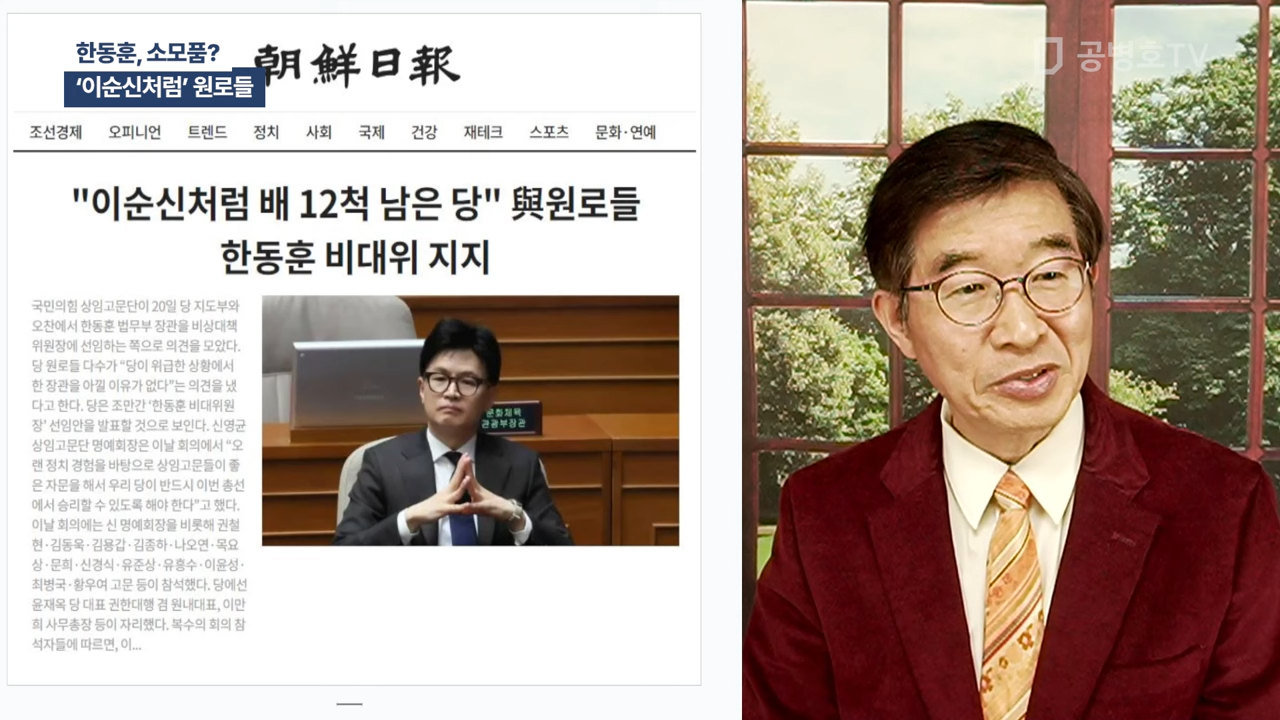 한동훈, 소모품?
‘이순신처럼’ 원로들
朝鮮日報
조선경제 오피니언 트렌드 정치 사회 국제 건강 재테크 스포츠 문화·연예
"이순신처럼 배 12척 남은 당" 與원로들
한동훈 비대위 지지
국민의힘 상임고문단이 20일 당 지도부와
오찬에서 한동훈 법무부 장관을 비상대책
위원장에 선임하는 쪽으로 의견을 모았다.
당 원로들 다수가 “당이 위급한 상황에서
한 장관을 아낄 이유가 없다”는 의견을 냈
다고 한다. 당은 조만간 ‘한동훈 비대위원
장’ 선임안을 발표할 것으로 보인다. 신영균
상임고문단 명예회장은 이날 회의에서 “오
랜 정치 경험을 바탕으로 상임고문들이 좋
은 자문을 해서 우리 당이 반드시 이번 총선
에서 승리할 수 있도록 해야 한다”고 했다.
이날 회의에는 신 명예회장을 비롯해 권철
현·김동욱·김용갑·김종하·나오연·목요
상·문희·신경식·유준상·유흥수·이윤성·
최병국·황우여 고문 등이 참석했다. 당에선
윤재옥 당 대표 권한대행 겸 원내대표, 이만
희 사무총장 등이 자리했다. 복수의 회의 참
석자들에 따르면, 이...
문화체육
관광부장관
공병호TV